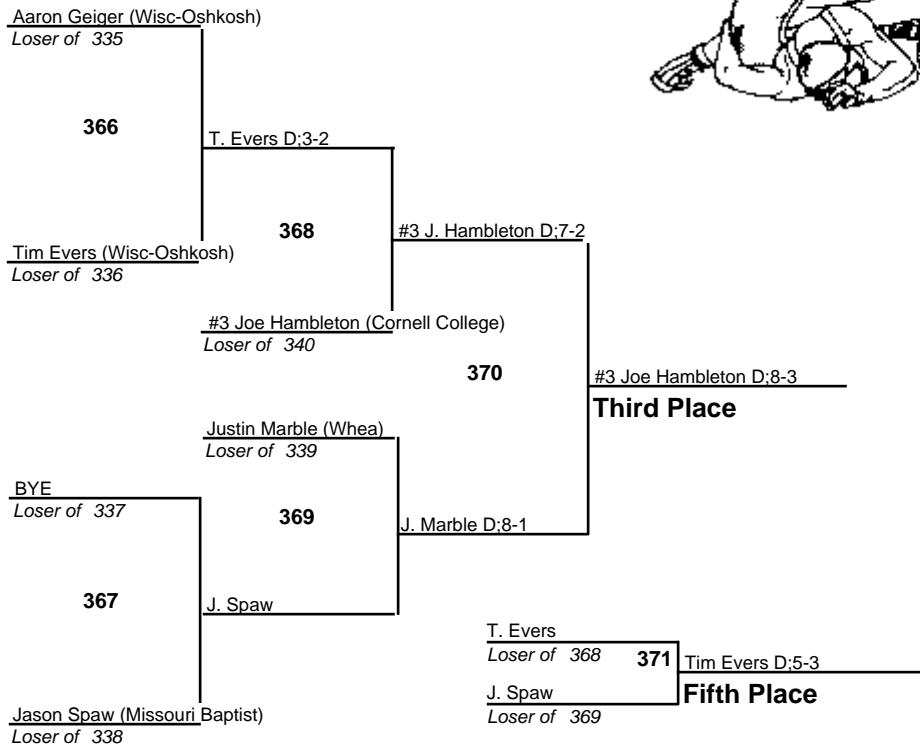 Aaron Geiger (Wisc-Oshkosh)
Loser of 335
366
T. Evers D;3-2
368
#3 J. Hambleton D;7-2
Tim Evers (Wisc-Oshkosh)
Loser of 336
#3 Joe Hambleton (Cornell College)
Loser of 340
370
#3 Joe Hambleton D;8-3
Third Place
Justin Marble (Whea)
Loser of 339
BYE
Loser of 337
369
J. Marble D;8-1
367
J. Spaw
T. Evers
Loser of 368
371
Tim Evers D;5-3
Fifth Place
J. Spaw
Loser of 369
Jason Spaw (Missouri Baptist)
Loser of 338